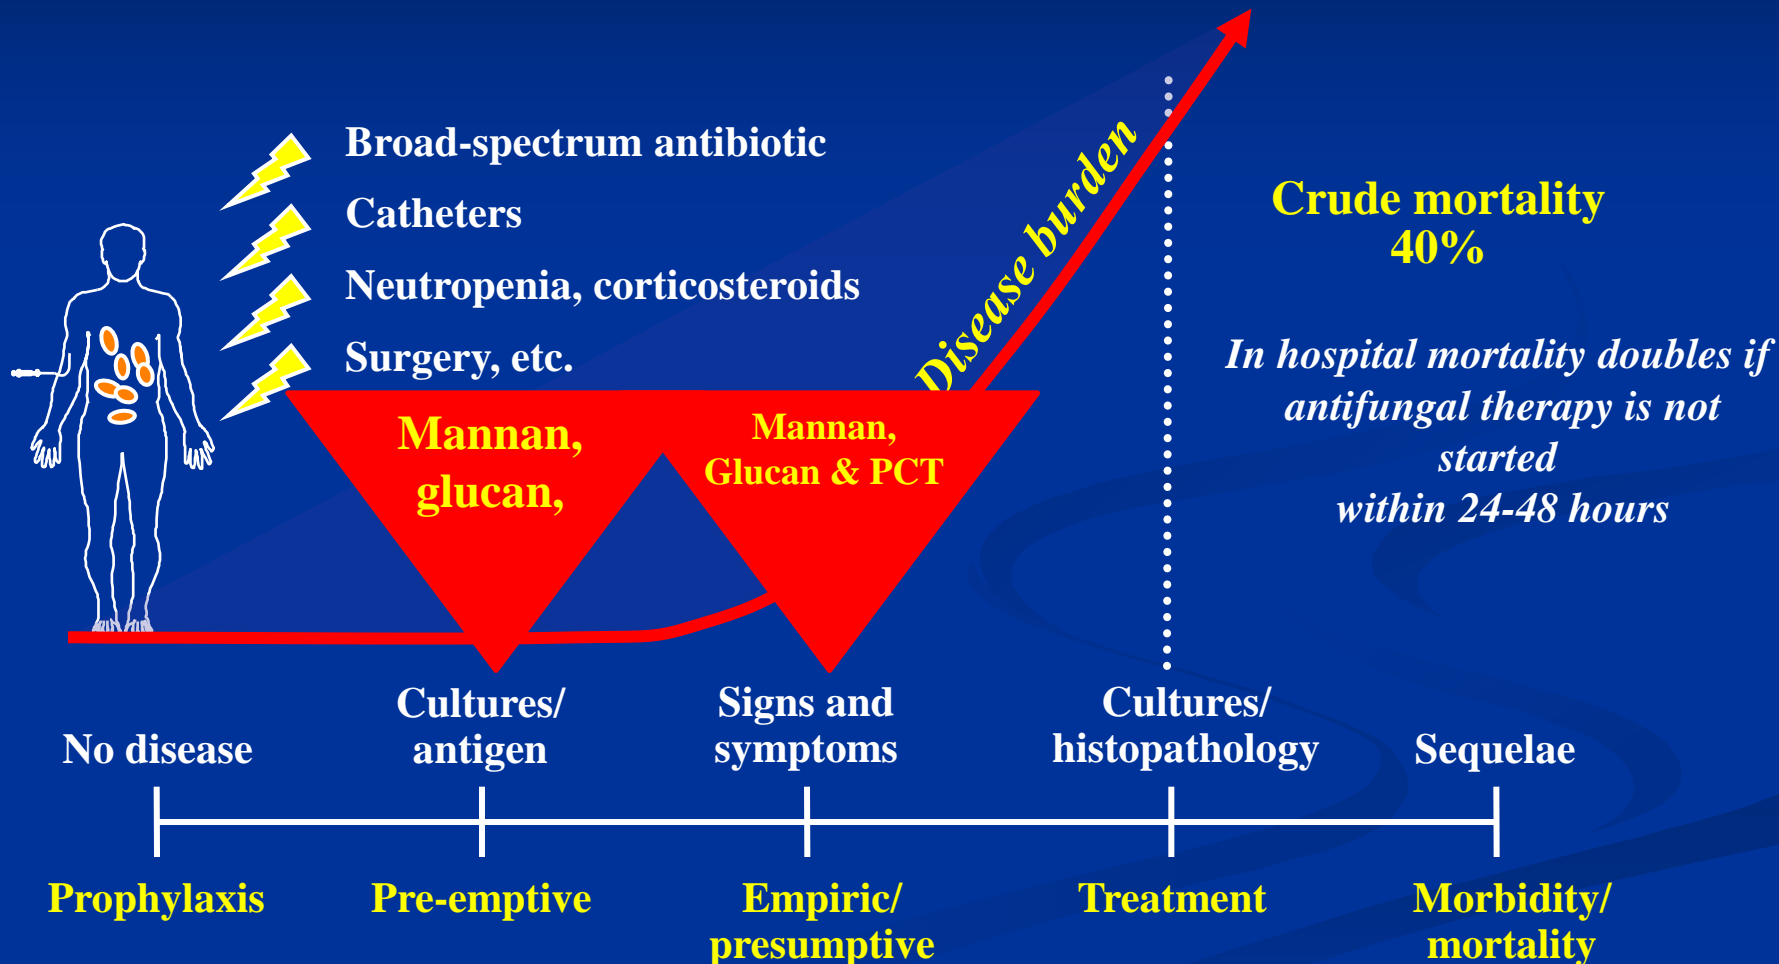 Broad-spectrum antibiotic
Catheters
Neutropenia, corticosteroids
Surgery, etc.
Disease burden
Crude mortality
40%
In hospital mortality doubles if
antifungal therapy is not
started
within 24-48 hours
Mannan,
glucan,
Mannan,
Glucan & PCT
No disease
Cultures/
antigen
Signs and
symptoms
Cultures/
histopathology
Sequelae
Prophylaxis
Pre-emptive
Empiric/
presumptive
Treatment
Morbidity/
mortality